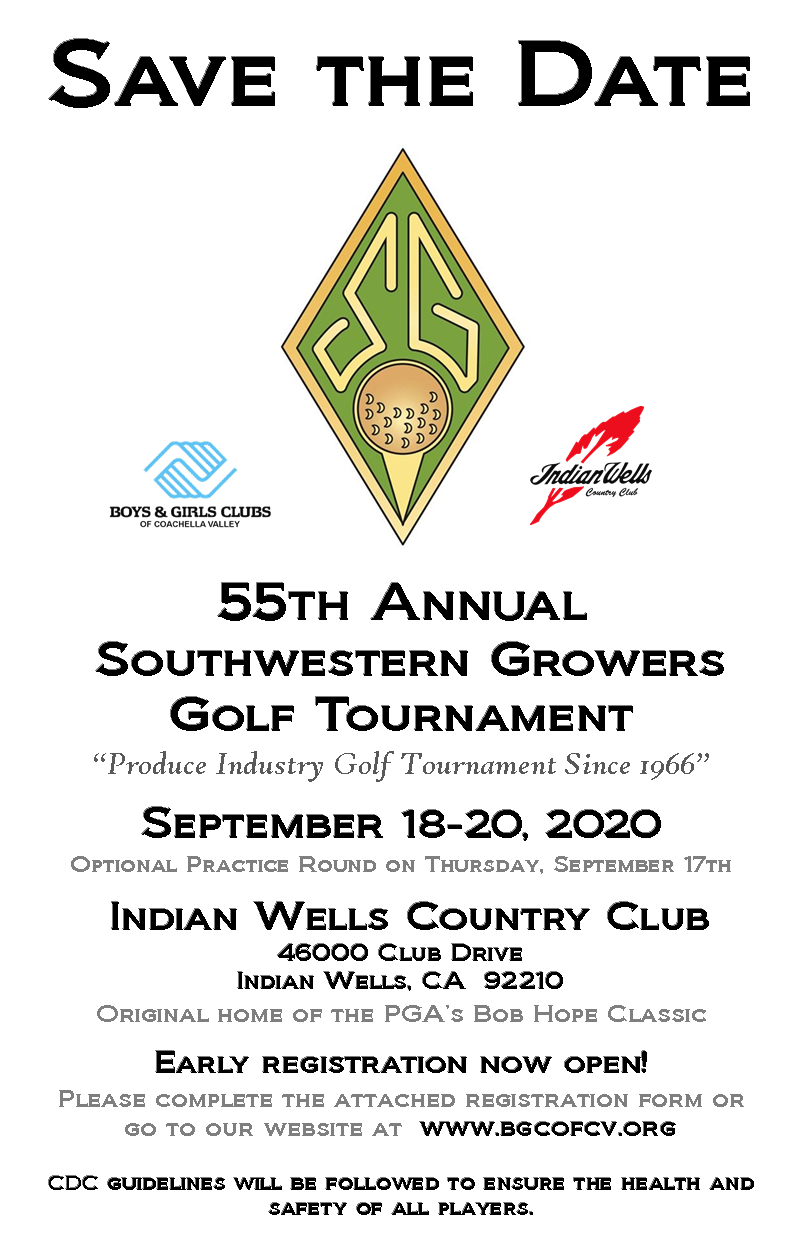 Save the Date
SG
BOYS & GIRLS CLUBS
OF COACHELLA VALLEY
Indian Wells
Country Club
55th Annual
Southwestern Growers
Golf Tournament
“Produce Industry Golf Tournament Since 1966”
September 18-20, 2020
Optional Practice Round on Thursday, September 17th
Indian Wells Country Club
46000 Club Drive
Indian Wells, CA 92210
Original home of the PGA's Bob Hope Classic
Early registration now open!
Please complete the attached registration form or
go to our website at www.bgcofcv.org
CDC guidelines will be followed to ensure the health and
safety of all players.